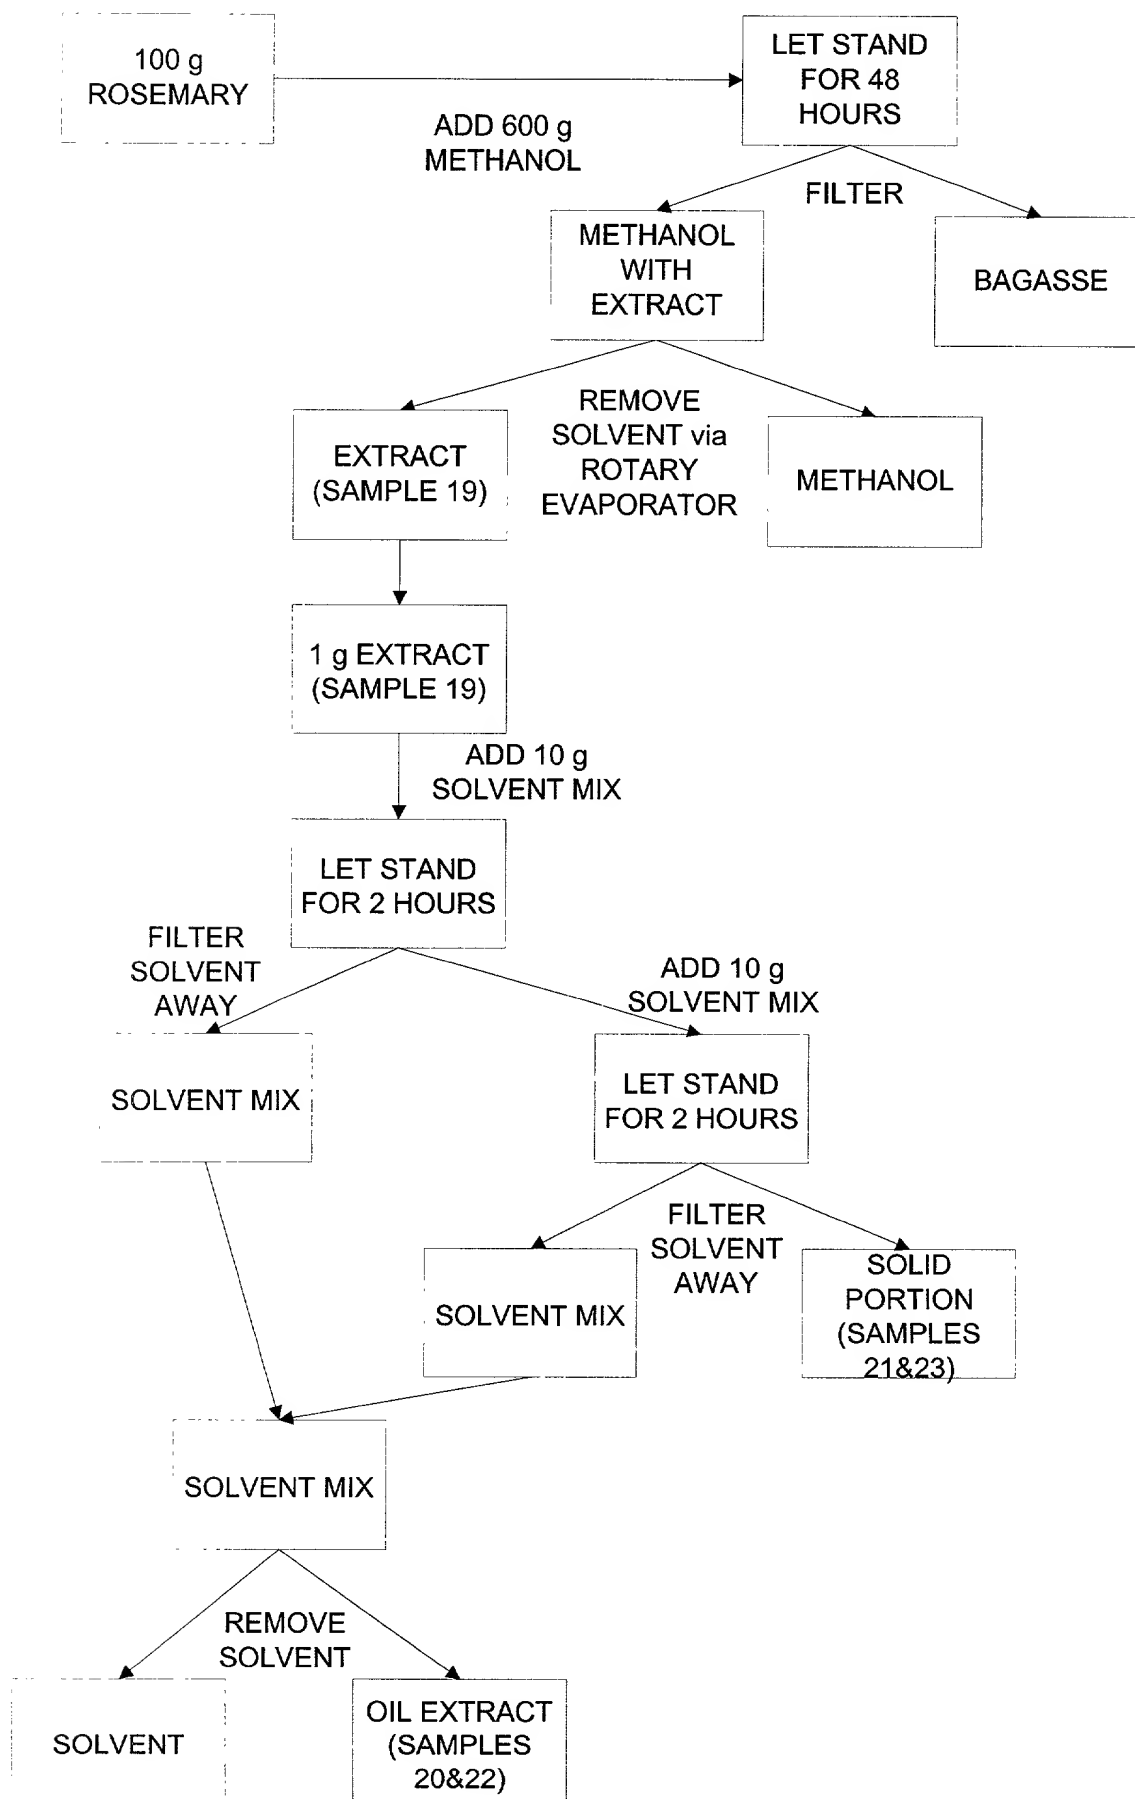 100 g
ROSEMARY
LET STAND
FOR 48
HOURS
ADD 600 g
METHANOL
FILTER
METHANOL
WITH
EXTRACT
BAGASSE
EXTRACT
(SAMPLE 19)
REMOVE
SOLVENT via
ROTARY
EVAPORATOR
METHANOL
1 g EXTRACT
(SAMPLE 19)
ADD 10 g
SOLVENT MIX
LET STAND
FOR 2 HOURS
FILTER
SOLVENT
AWAY
ADD 10 g
SOLVENT MIX
SOLVENT MIX
LET STAND
FOR 2 HOURS
FILTER
SOLVENT
AWAY
SOLVENT MIX
SOLID
PORTION
(SAMPLES
21&23)
SOLVENT MIX
REMOVE
SOLVENT
SOLVENT
OIL EXTRACT
(SAMPLES
20&22)